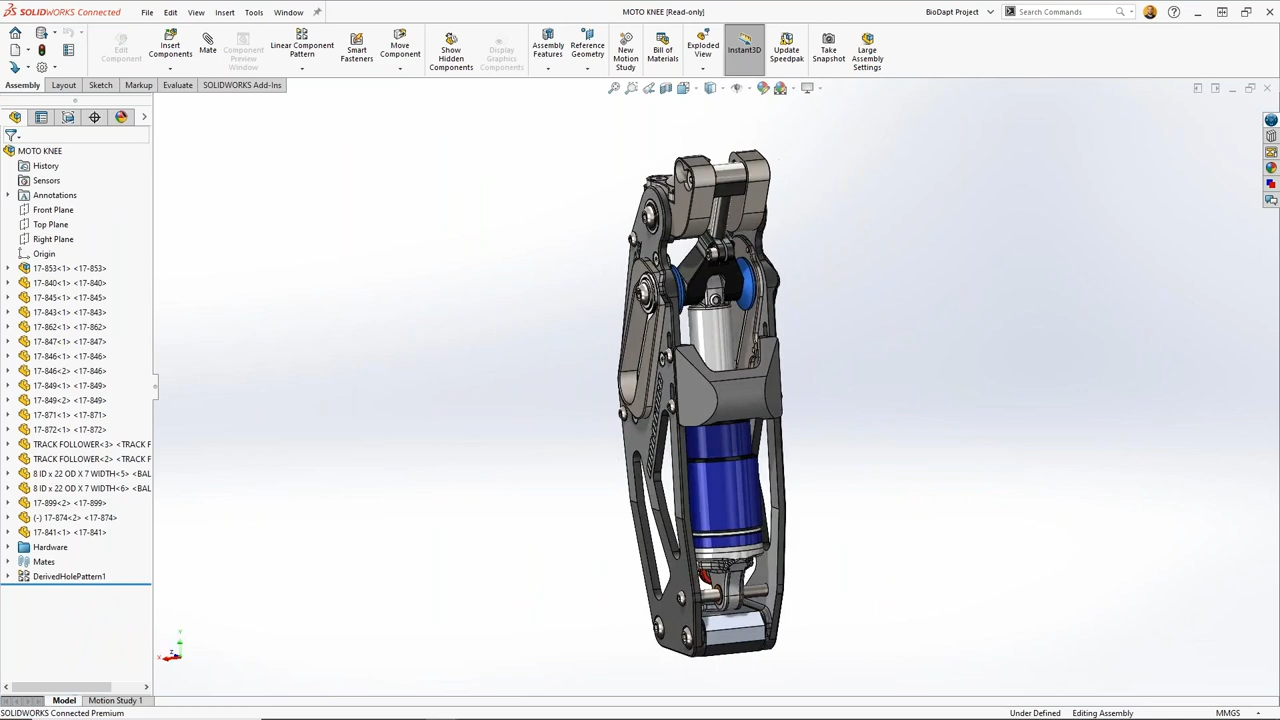 SOLIDWORKS Connected
File
Edit
View
Insert
Tools
Window
MOTO KNEE [Read-only]
BioDapt Project
Search Commands
Edit Component
Insert Components
Mate
Component Preview Window
Linear Component Pattern
Smart Fasteners
Move Component
Show Hidden Components
Display Graphics Components
Assembly Features
Reference Geometry
New Motion Study
Bill of Materials
Exploded View
Instant3D
Update Speedpak
Take Snapshot
Large Assembly Settings
Assembly
Layout
Sketch
Markup
Evaluate
SOLIDWORKS Add-Ins
MOTO KNEE
History
Sensors
Annotations
Front Plane
Top Plane
Right Plane
Origin
17-853<1> <17-853>
17-840<1> <17-840>
17-845<1> <17-845>
17-843<1> <17-843>
17-862<1> <17-862>
17-847<1> <17-847>
17-846<1> <17-846>
17-846<2> <17-846>
17-849<1> <17-849>
17-849<2> <17-849>
17-871<1> <17-871>
17-872<1> <17-872>
TRACK FOLLOWER<3> <TRACK F
TRACK FOLLOWER<2> <TRACK F
8 ID x 22 OD X 7 WIDTH<5> <BAL
8 ID x 22 OD X 7 WIDTH<6> <BAL
17-899<2> <17-899>
(-) 17-874<2> <17-874>
17-841<1> <17-841>
Hardware
Mates
DerivedHolePattern1
Y
Z
X
Model
Motion Study 1
SOLIDWORKS Connected Premium
Under Defined
Editing Assembly
MMGS